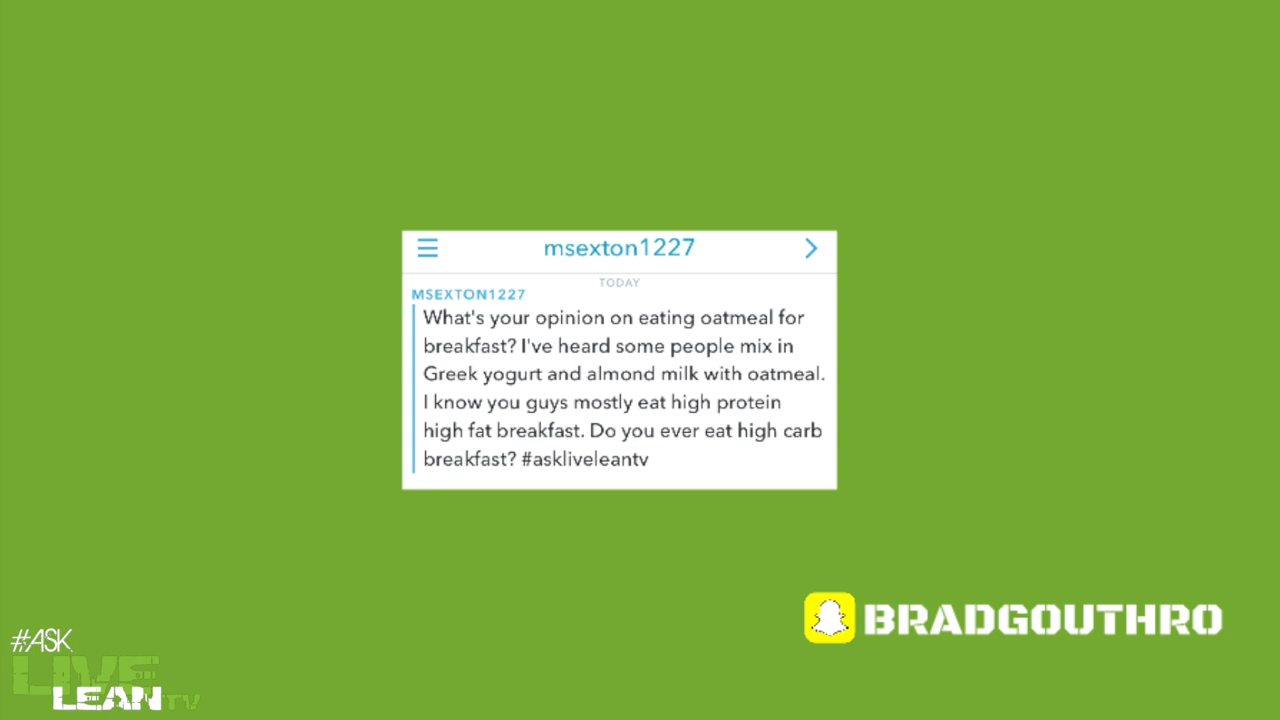 msexton1227
TODAY
MSEXTON1227
What's your opinion on eating oatmeal for
breakfast? I've heard some people mix in
Greek yogurt and almond milk with oatmeal.
I know you guys mostly eat high protein
high fat breakfast. Do you ever eat high carb
breakfast? #askliveleantv
BRADGOUTHRO
#ASK
LIVE
LEAN TV